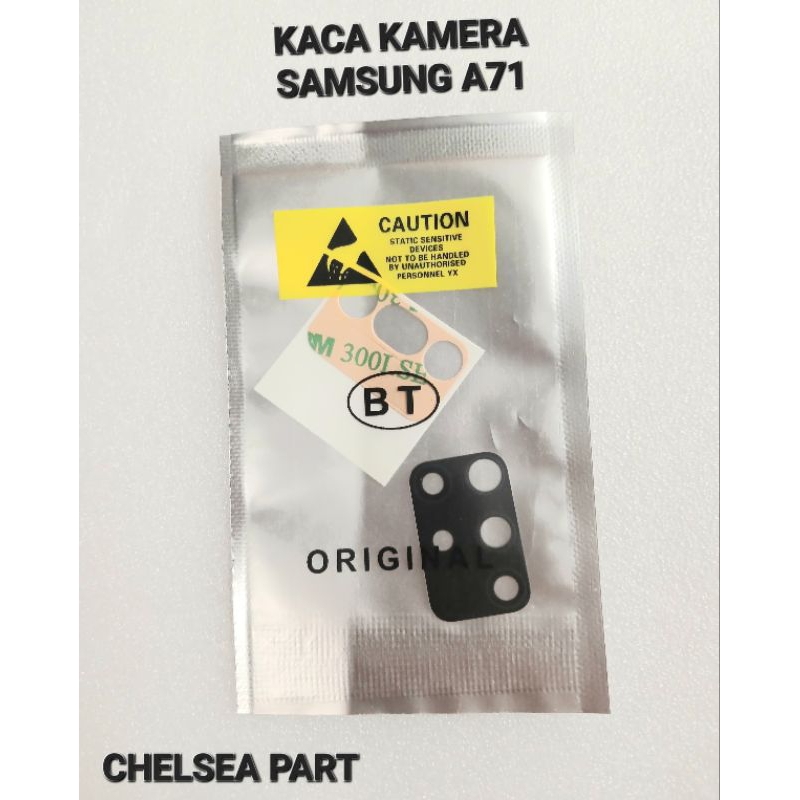 KACA KAMERA
SAMSUNG A71
CAUTION
STATIC SENSITIVE
DEVICES
NOT TO BE HANDLED
BY UNAUTHORISED
PERSONNEL YX
300LSE
BT
ORIGINAL
CHELSEA PART